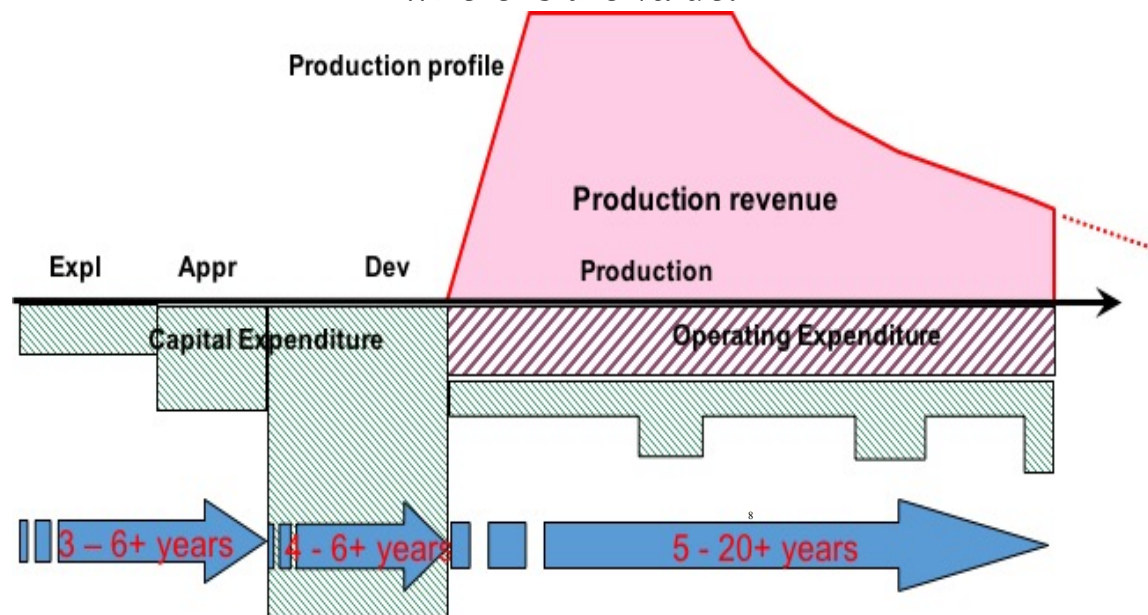 Production profile
Production revenue
Expl Appr Dev Production
Capital Expenditure Operating Expenditure
8
3 – 6+ years 4 - 6+ years 5 - 20+ years